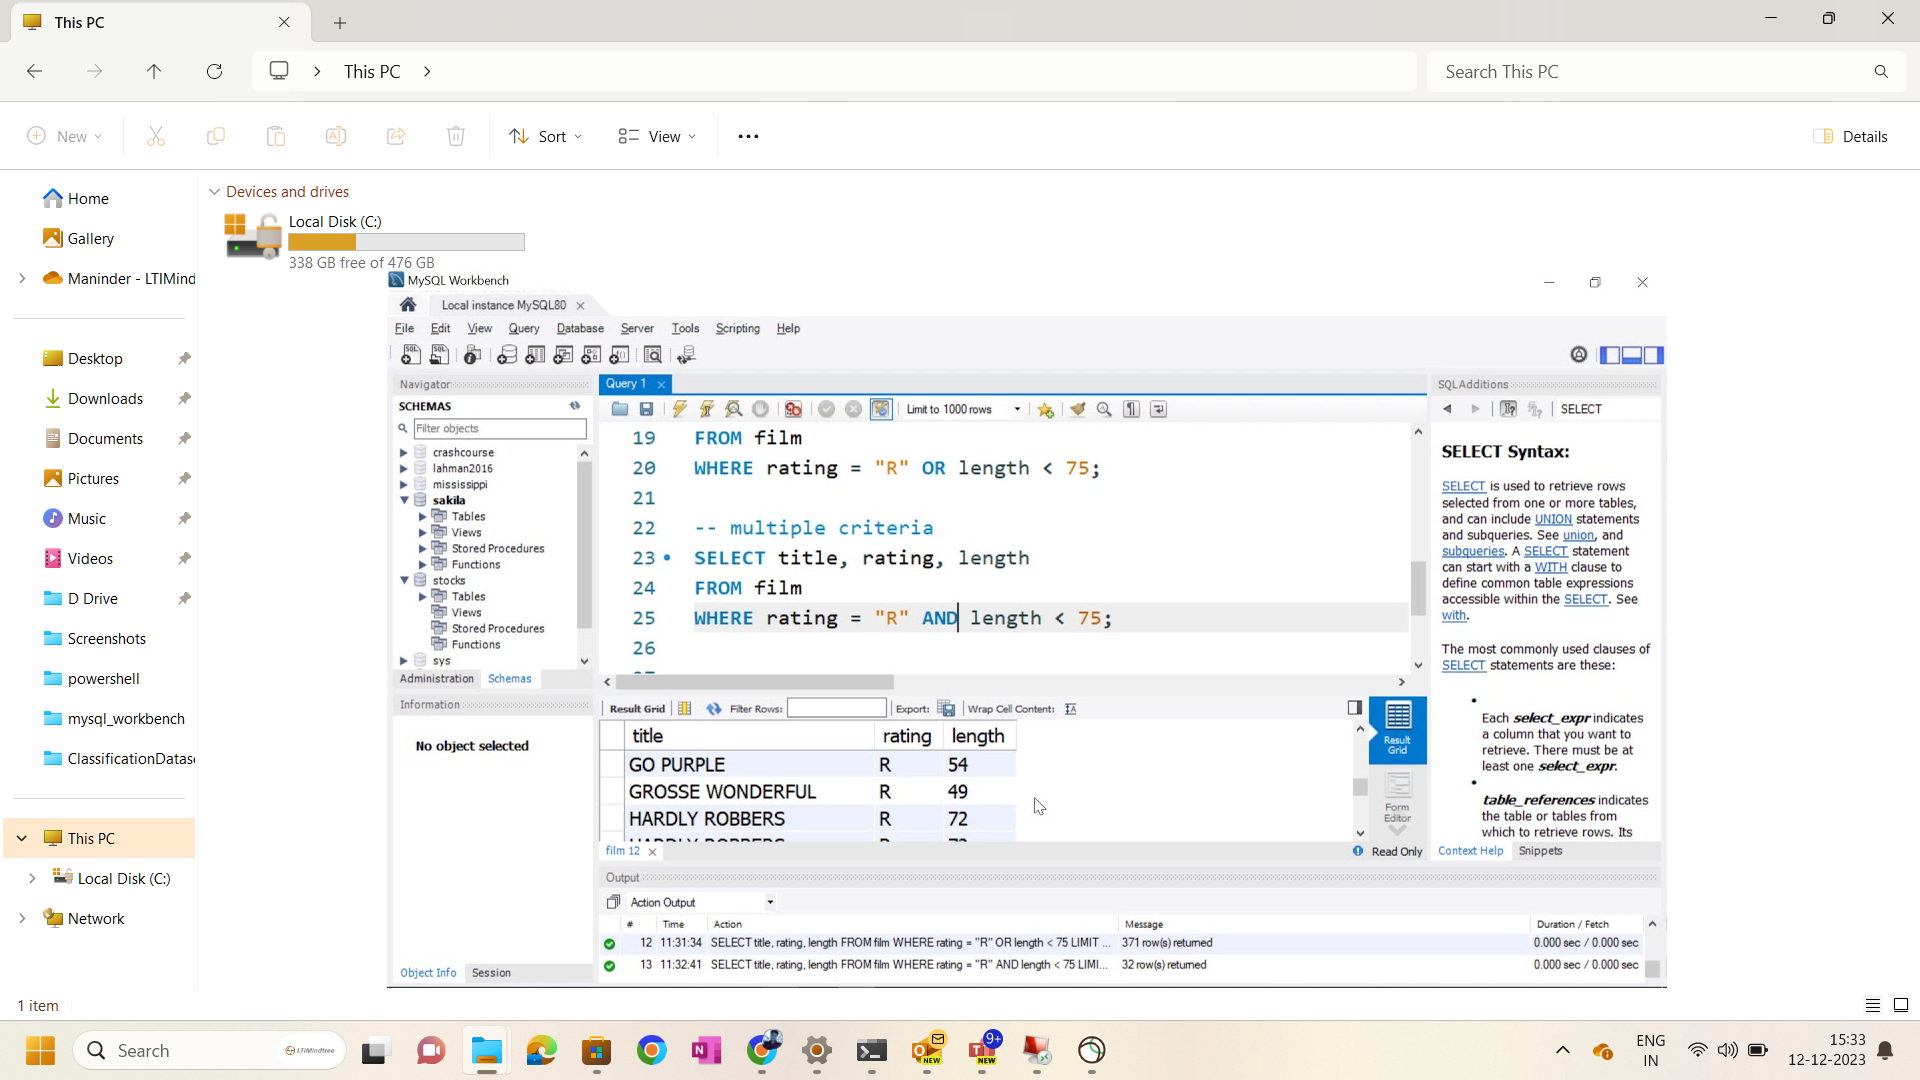 This PC
This PC
Search This PC
New
Sort
View
Details
Home
Gallery
Maninder - LTIMind
Desktop
Downloads
Documents
Pictures
Music
Videos
D Drive
Screenshots
powershell
mysql_workbench
ClassificationDatas
This PC
Local Disk (C:)
Network
1 item
Devices and drives
Local Disk (C:)
338 GB free of 476 GB
MySQL Workbench
Local instance MySQL80
File Edit View Query Database Server Tools Scripting Help
Navigator
SCHEMAS
Filter objects
crashcourse
lahman2016
mississippi
sakila
Tables
Views
Stored Procedures
Functions
stocks
Tables
Views
Stored Procedures
Functions
sys
Administration Schemas
Information
No object selected
Object Info Session
Query 1
Limit to 1000 rows
19 FROM film
20 WHERE rating = "R" OR length < 75;
21
22 -- multiple criteria
23 SELECT title, rating, length
24 FROM film
25 WHERE rating = "R" AND length < 75;
26
Result Grid Filter Rows: Export: Wrap Cell Content:
title rating length
GO PURPLE R 54
GROSSE WONDERFUL R 49
HARDLY ROBBERS R 72
Result
Grid
Form
Editor
film 12
Read Only
SQLAdditions
SELECT
SELECT Syntax:
SELECT is used to retrieve rows
selected from one or more tables,
and can include UNION statements
and subqueries. See union, and
subqueries. A SELECT statement
can start with a WITH clause to
define common table expressions
accessible within the SELECT. See
with.
The most commonly used clauses of
SELECT statements are these:
Each select_expr indicates
a column that you want to
retrieve. There must be at
least one select_expr.
table_references indicates
the table or tables from
which to retrieve rows. Its
Context Help Snippets
Output
Action Output
# Time Action Message Duration / Fetch
12 11:31:34 SELECT title, rating, length FROM film WHERE rating = "R" OR length < 75 LIMIT ... 371 row(s) returned 0.000 sec / 0.000 sec
13 11:32:41 SELECT title, rating, length FROM film WHERE rating = "R" AND length < 75 LIMI... 32 row(s) returned 0.000 sec / 0.000 sec
Search
LTIMindtree
NEW
9+
NEW
ENG
IN
15:33
12-12-2023